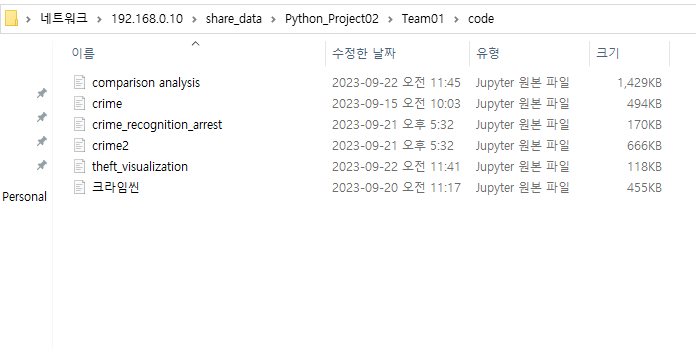 네트워크 > 192.168.0.10 > share_data > Python_Project02 > Team01 > code
이름 수정한 날짜 유형 크기
comparison analysis 2023-09-22 오전 11:45 Jupyter 원본 파일 1,429KB
crime 2023-09-15 오전 10:03 Jupyter 원본 파일 494KB
crime_recognition_arrest 2023-09-21 오후 5:32 Jupyter 원본 파일 170KB
crime2 2023-09-21 오후 5:32 Jupyter 원본 파일 666KB
theft_visualization 2023-09-22 오전 11:41 Jupyter 원본 파일 118KB
크라임씬 2023-09-20 오전 11:17 Jupyter 원본 파일 455KB
Personal